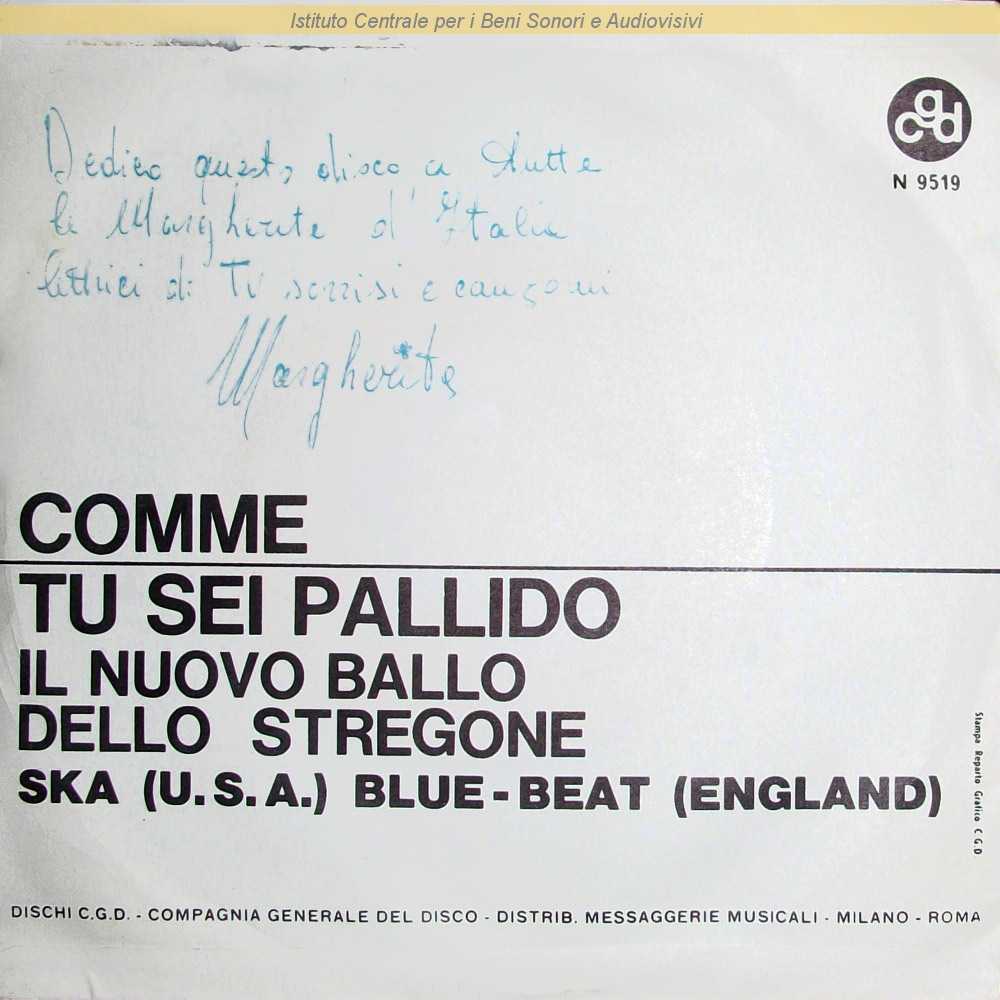 Istituto Centrale per i Beni Sonori e Audiovisivi
cgd
N 9519
Dedico questo disco a tutte
le Margherite d'Italia
lettrici di TV sorrisi e canzoni
Margherita
COMME
TU SEI PALLIDO
IL NUOVO BALLO
DELLO STREGONE
SKA (U.S.A.) BLUE-BEAT (ENGLAND)
Stampa Reparto Grafico C.G.D.
DISCHI C.G.D. - COMPAGNIA GENERALE DEL DISCO - DISTRIB. MESSAGGERIE MUSICALI - MILANO - ROMA